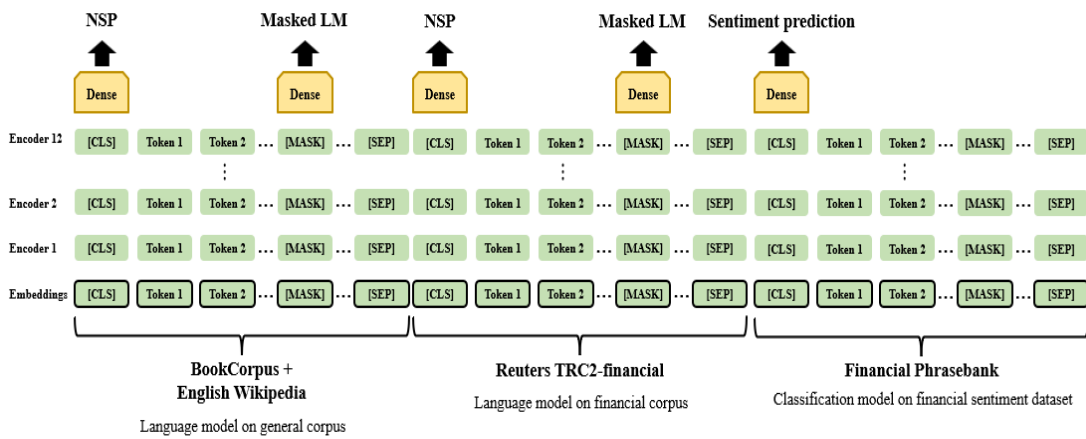 NSP Masked LM NSP Masked LM Sentiment prediction
Dense Dense Dense Dense Dense
Encoder 12 [CLS] Token 1 Token 2 ... [MASK] ... [SEP] [CLS] Token 1 Token 2 ... [MASK] ... [SEP] [CLS] Token 1 Token 2 ... [MASK] ... [SEP]
Encoder 2 [CLS] Token 1 Token 2 ... [MASK] ... [SEP] [CLS] Token 1 Token 2 ... [MASK] ... [SEP] [CLS] Token 1 Token 2 ... [MASK] ... [SEP]
Encoder 1 [CLS] Token 1 Token 2 ... [MASK] ... [SEP] [CLS] Token 1 Token 2 ... [MASK] ... [SEP] [CLS] Token 1 Token 2 ... [MASK] ... [SEP]
Embeddings [CLS] Token 1 Token 2 ... [MASK] ... [SEP] [CLS] Token 1 Token 2 ... [MASK] ... [SEP] [CLS] Token 1 Token 2 ... [MASK] ... [SEP]
BookCorpus +
English Wikipedia
Language model on general corpus
Reuters TRC2-financial
Language model on financial corpus
Financial Phrasebank
Classification model on financial sentiment dataset